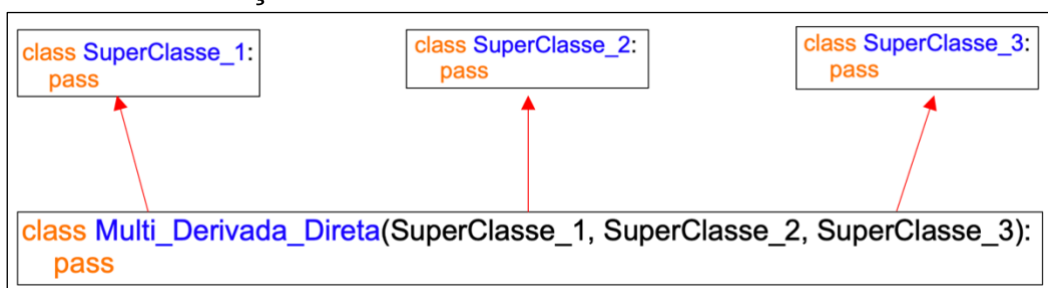 class SuperClasse_1:
pass
class SuperClasse_2:
pass
class SuperClasse_3:
pass
class Multi_Derivada_Direta(SuperClasse_1, SuperClasse_2, SuperClasse_3):
pass